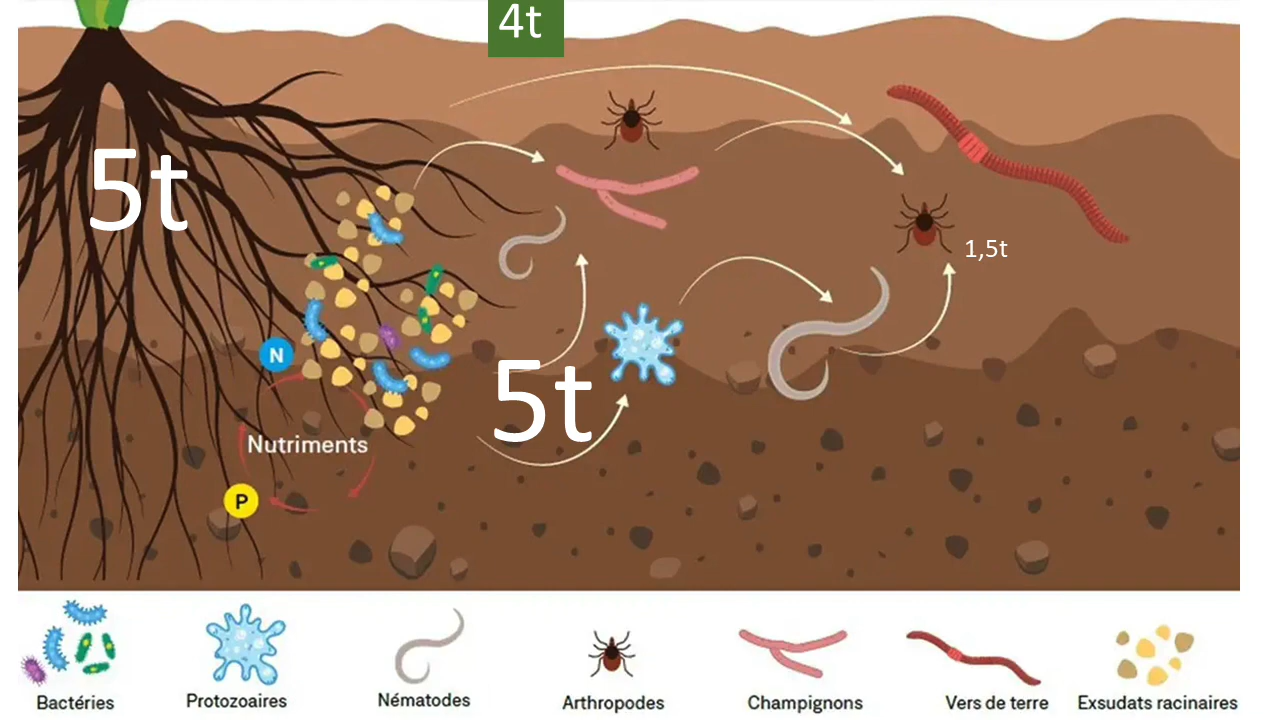 4t
5t
1,5t
N
5t
Nutriments
P
Bactéries
Protozoaires
Nématodes
Arthropodes
Champignons
Vers de terre
Exsudats racinaires